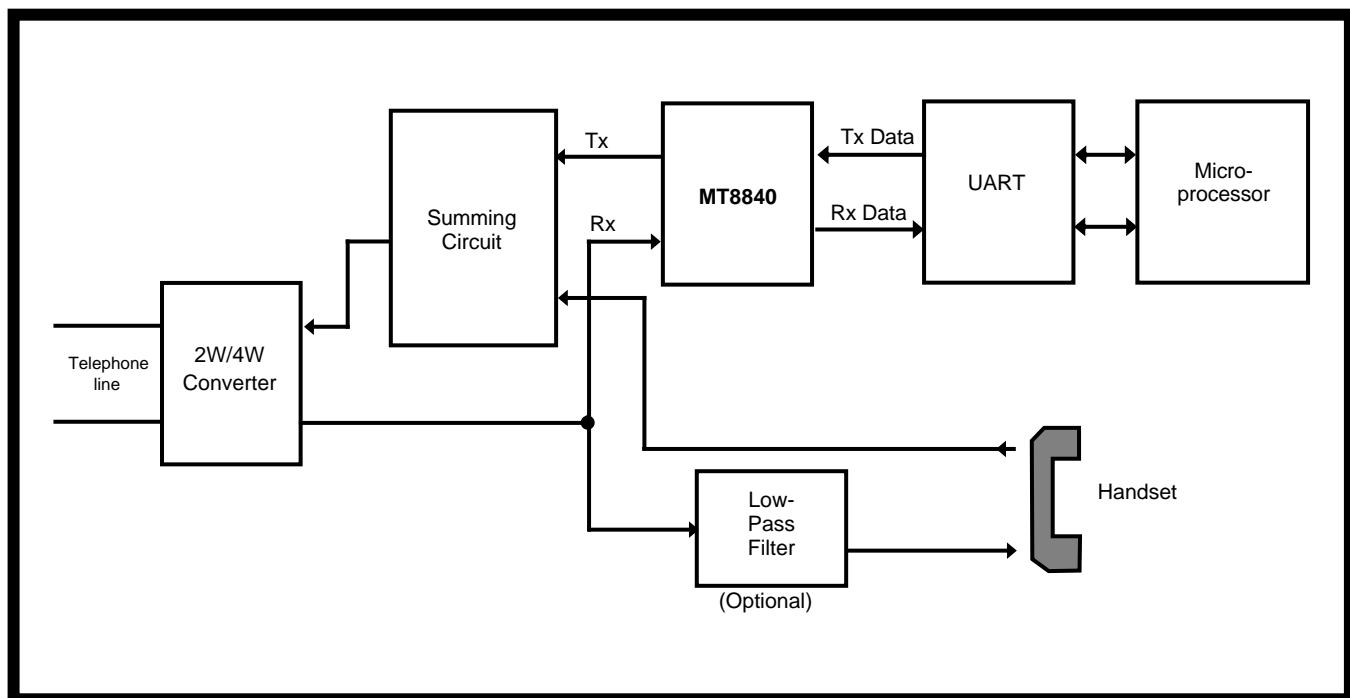 Tx
Rx
Summing
Circuit
MT8840
Tx Data
Rx Data
UART
Micro-
processor
Telephone
line
2W/4W
Converter
Low-
Pass
Filter
(Optional)
Handset